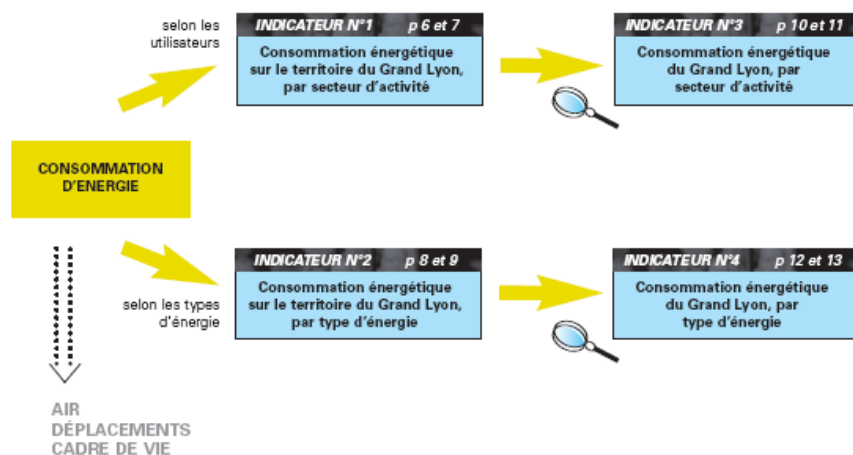 selon les
utilisateurs
INDICATEUR N°1 p 6 et 7
Consommation énergétique
sur le territoire du Grand Lyon,
par secteur d'activité
INDICATEUR N°3 p 10 et 11
Consommation énergétique
du Grand Lyon, par
secteur d'activité
CONSOMMATION
D'ENERGIE
selon les types
d'énergie
INDICATEUR N°2 p 8 et 9
Consommation énergétique
sur le territoire du Grand Lyon,
par type d'énergie
INDICATEUR N°4 p 12 et 13
Consommation énergétique
du Grand Lyon, par
type d'énergie
AIR
DÉPLACEMENTS
CADRE DE VIE